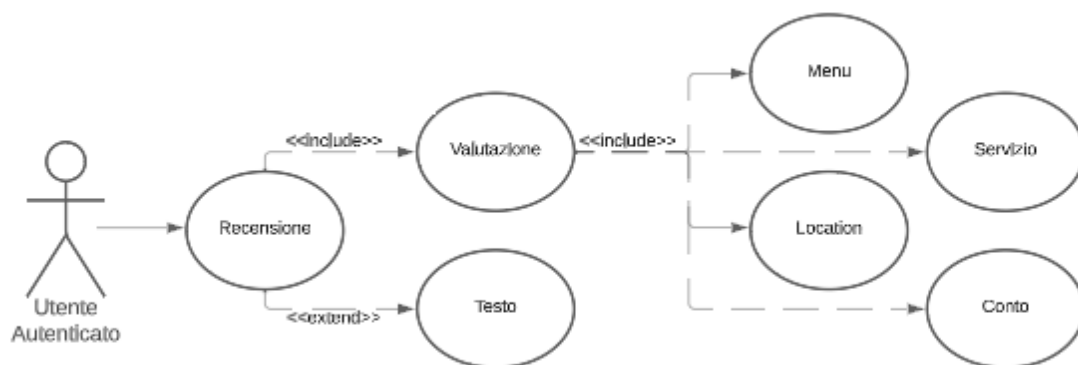 Menu
<<include>>
Valutazione
<<include>>
Servizio
Recensione
Location
Utente
Autenticato
<<extend>>
Testo
Conto